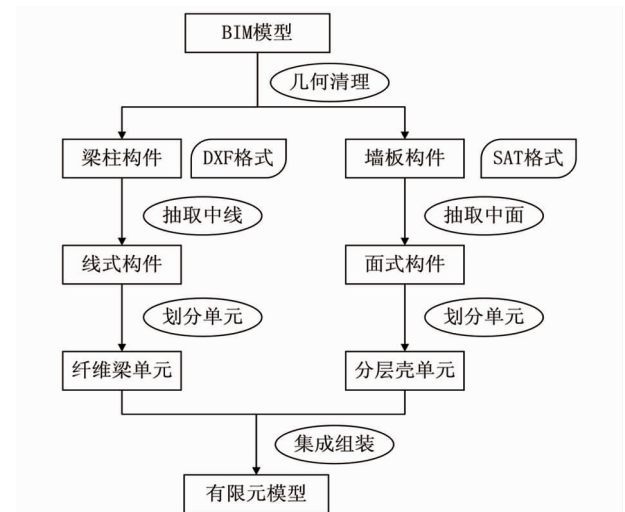 BIM模型
几何清理
梁柱构件
DXF格式
墙板构件
SAT格式
抽取中线
抽取中面
线式构件
面式构件
划分单元
划分单元
纤维梁单元
分层壳单元
集成组装
有限元模型